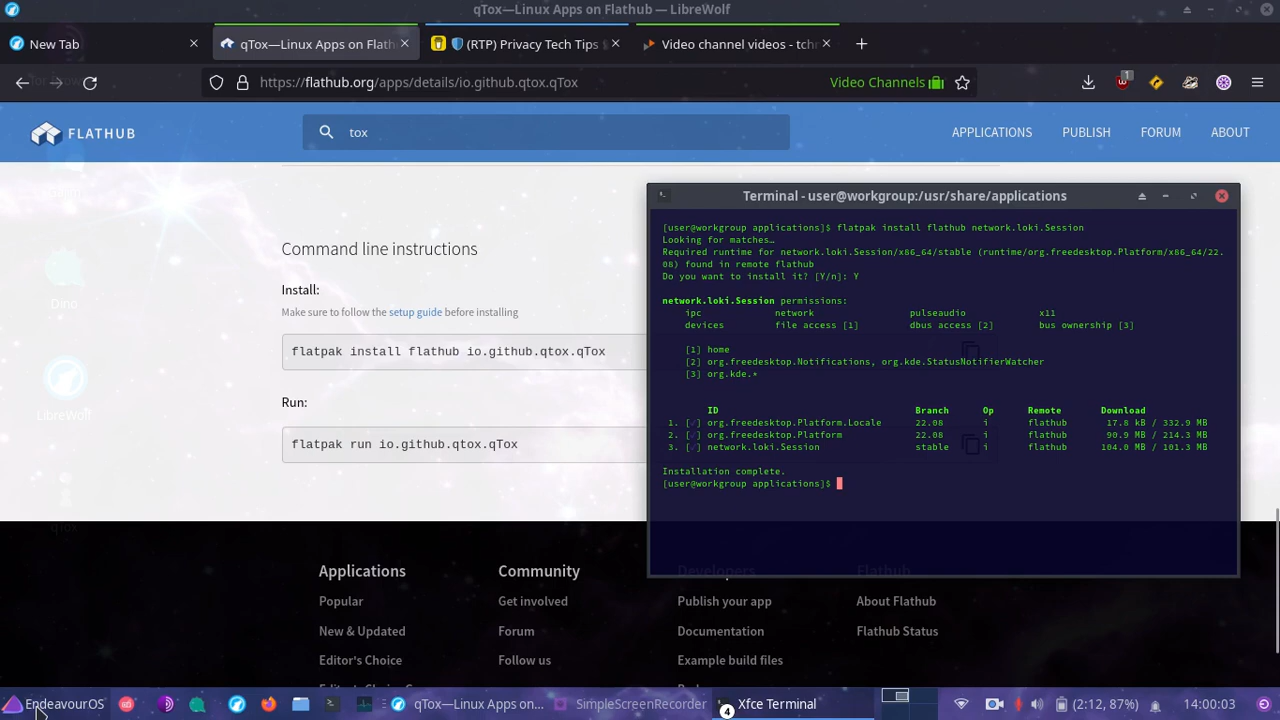 qTox—Linux Apps on Flathub — LibreWolf
New Tab
qTox—Linux Apps on Flath
(RTP) Privacy Tech Tips
Video channel videos - tchn
https://flathub.org/apps/details/io.github.qtox.qTox
Video Channels
1
FLATHUB
tox
APPLICATIONS
PUBLISH
FORUM
ABOUT
Command line instructions
Install:
Make sure to follow the setup guide before installing
flatpak install flathub io.github.qtox.qTox
Run:
flatpak run io.github.qtox.qTox
Dino
LibreWolf
qTox
Terminal - user@workgroup:/usr/share/applications
[user@workgroup applications]$ flatpak install flathub network.loki.Session
Looking for matches…
Required runtime for network.loki.Session/x86_64/stable (runtime/org.freedesktop.Platform/x86_64/22.
08) found in remote flathub
Do you want to install it? [Y/n]: Y
network.loki.Session permissions:
ipc network pulseaudio x11
devices file access [1] dbus access [2] bus ownership [3]
[1] home
[2] org.freedesktop.Notifications, org.kde.StatusNotifierWatcher
[3] org.kde.*
ID Branch Op Remote Download
1. [✓] org.freedesktop.Platform.Locale 22.08 i flathub 17.8 kB / 332.9 MB
2. [✓] org.freedesktop.Platform 22.08 i flathub 90.9 MB / 214.3 MB
3. [✓] network.loki.Session stable i flathub 104.0 MB / 101.3 MB
Installation complete.
[user@workgroup applications]$
Applications
Popular
New & Updated
Editor's Choice
Community
Get involved
Forum
Follow us
Developers
Publish your app
Documentation
Example build files
Flathub
About Flathub
Flathub Status
EndeavourOS
qTox—Linux Apps on...
SimpleScreenRecorder
4
Xfce Terminal
(2:12, 87%)
14:00:03